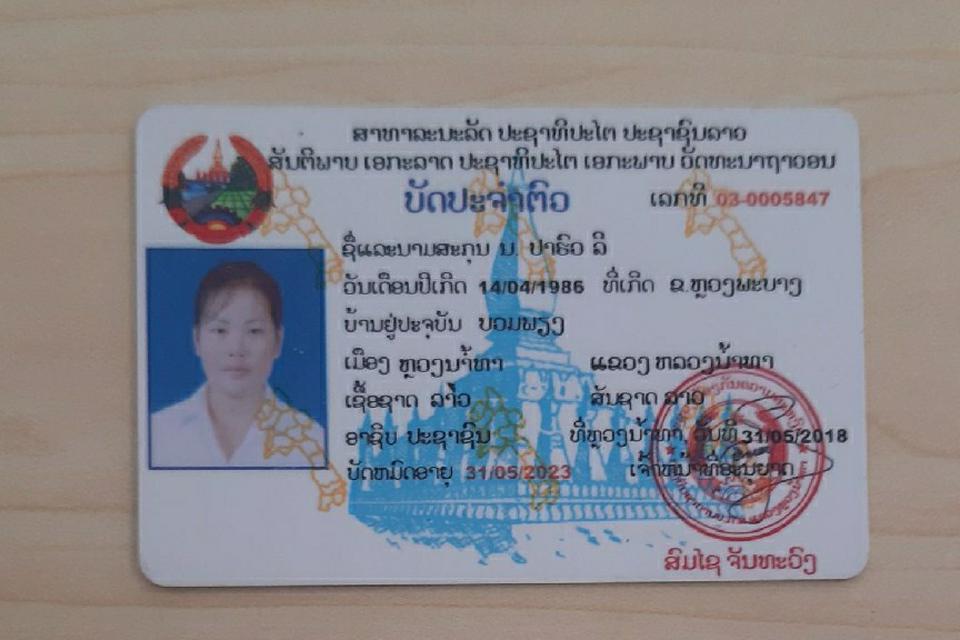 ສາທາລະນະລັດ ປະຊາທິປະໄຕ ປະຊາຊົນລາວ
ສັນຕິພາບ ເອກະລາດ ປະຊາທິປະໄຕ ເອກະພາບ ວັດທະນາຖາວອນ
ບັດປະຈຳຕົວ ເລກທີ 03-0005847
ຊື່ແລະນາມສະກຸນ ນ. ປາຮົວ ລີ
ວັນເດືອນປີເກີດ 14/04/1986 ທີ່ເກີດ ຂ.ຫຼວງພະບາງ
ບ້ານຢູ່ປະຈຸບັນ ປວມພຽງ
ເມືອງ ຫຼວງນ້ຳທາ ແຂວງ ຫລວງນ້ຳທາ
ເຊື້ອຊາດ ລາວ ສັນຊາດ ລາວ
ອາຊີບ ປະຊາຊົນ ທີ່ຫຼວງນ້ຳທາ, ວັນທີ 31/05/2018
ບັດຫມົດອາຍຸ 31/05/2023 ເຈົ້າຫນ້າທີ່ອະນຸຍາດ
ສົມໄຊ ຈັນທະວົງ